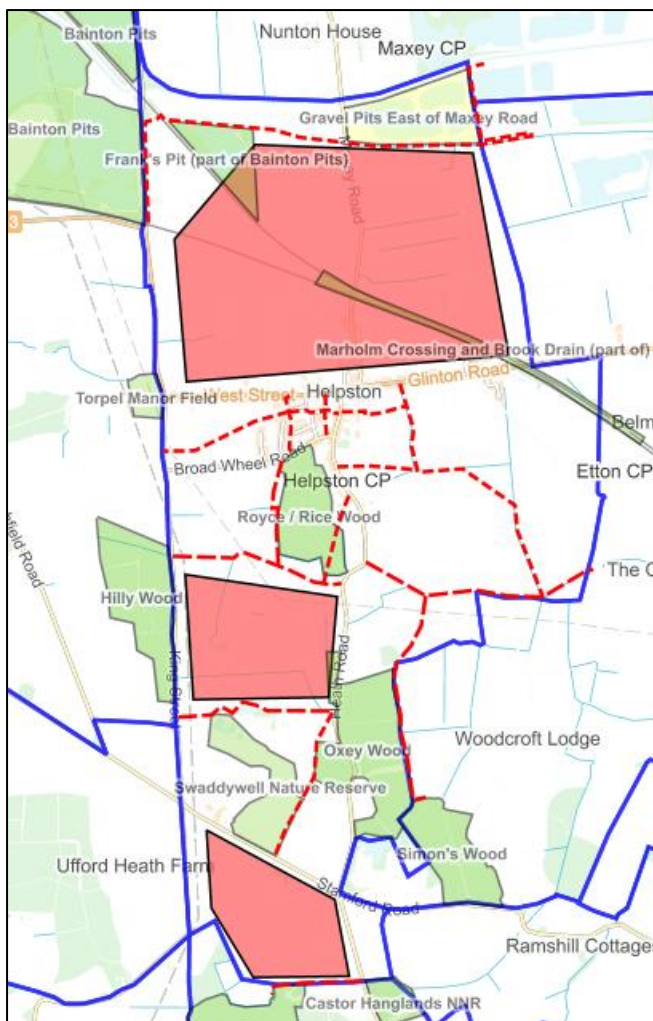 Bainton Pits
Nunton House
Maxey CP
Gravel Pits East of Maxey Road
Bainton Pits
Frank's Pit (part of Bainton Pits)
Road
3
Marholm Crossing and Brook Drain (part of)
Glinton Road
West Street
Helpston
Torpel Manor Field
Belm
Broad Wheel Road
Etton CP
Helpston CP
Royce / Rice Wood
field Road
The C
Hilly Wood
King Street
Heath Road
Oxey Wood
Woodcroft Lodge
Swaddywell Nature Reserve
Ufford Heath Farm
Simon's Wood
Stamford Road
Ramshill Cottages
Castor Hanglands NNR